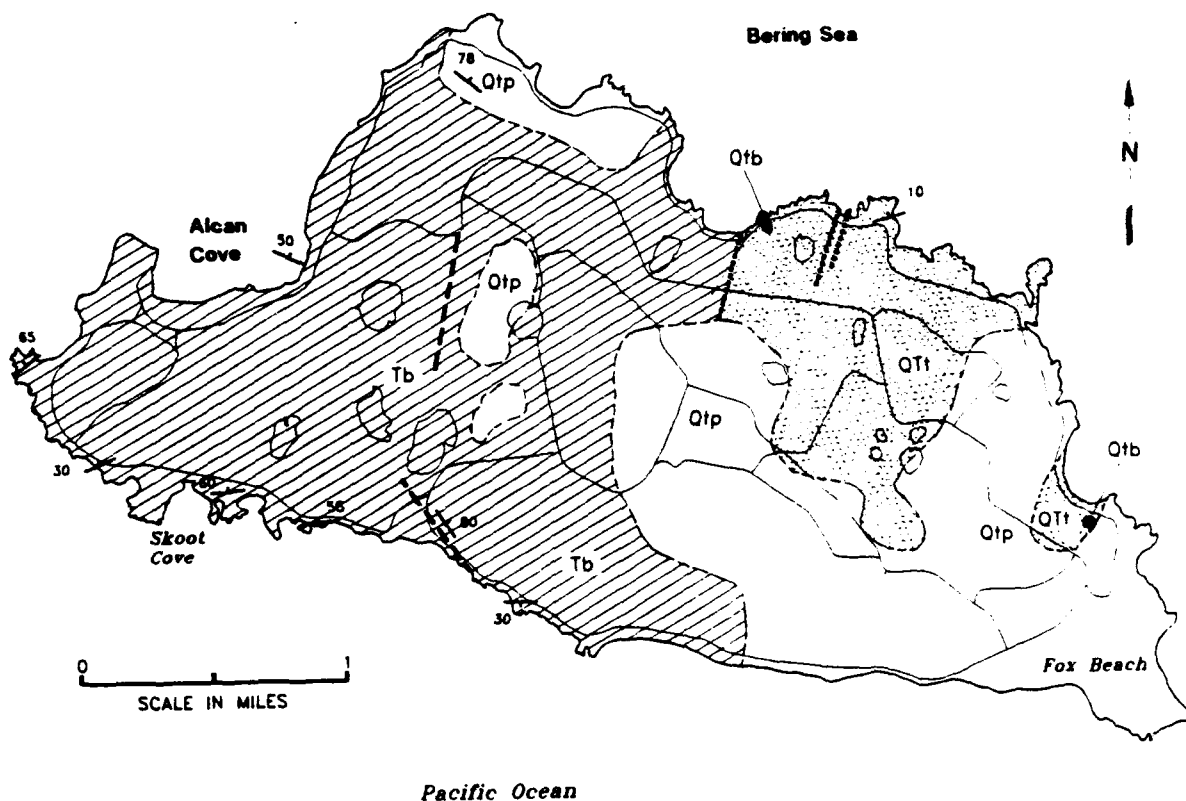 Bering Sea
78
Qtp
N
Qtb
10
Alcan
Cove
50
Qtp
65
Tb
QTt
Qtp
Qtb
30
60
56
80
QTt
Qtp
Skoot
Cove
Tb
30
Fox Beach
0
1
SCALE IN MILES
Pacific Ocean